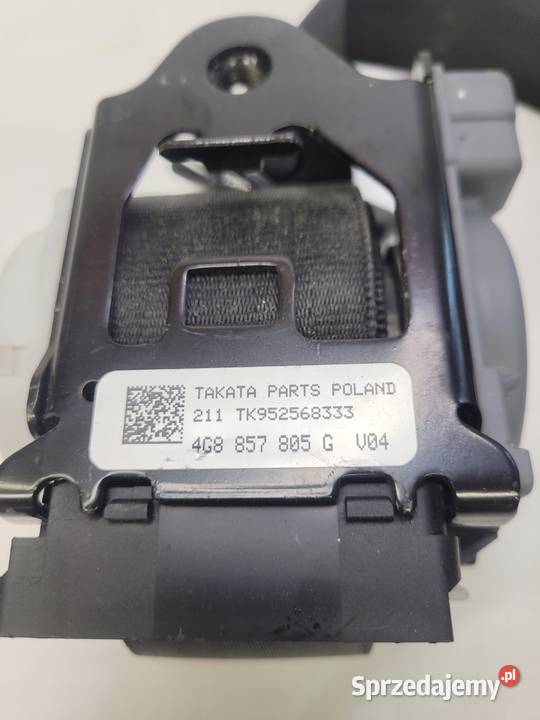 TAKATA PARTS POLAND
211 TK952568333
4G8 857 805 G V04
Sprzedajemy.pl